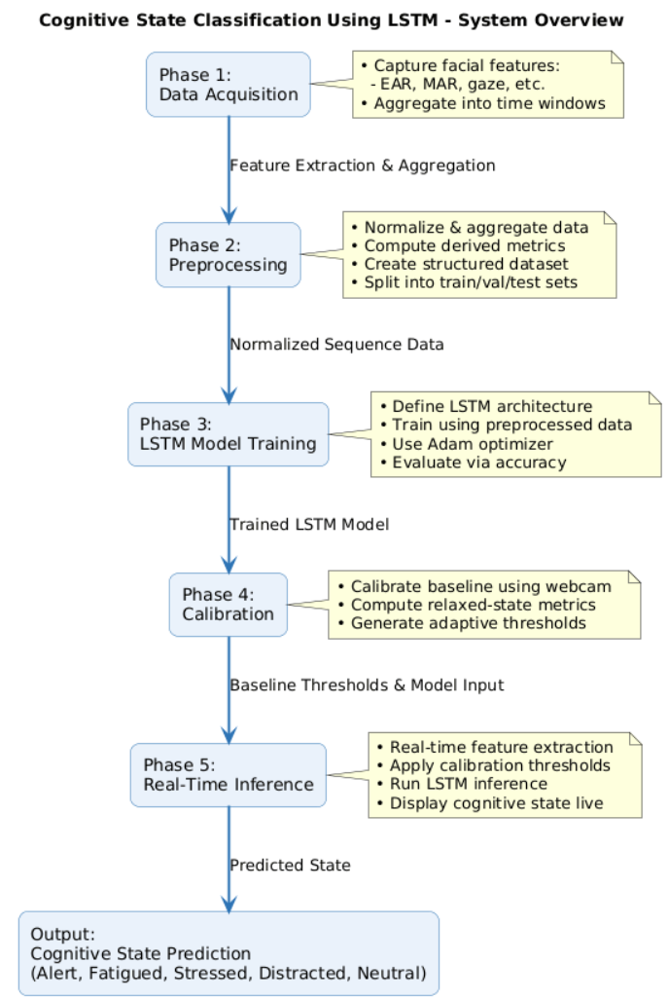 Cognitive State Classification Using LSTM - System Overview
Phase 1:
Data Acquisition
• Capture facial features:
- EAR, MAR, gaze, etc.
• Aggregate into time windows
Feature Extraction & Aggregation
Phase 2:
Preprocessing
• Normalize & aggregate data
• Compute derived metrics
• Create structured dataset
• Split into train/val/test sets
Normalized Sequence Data
Phase 3:
LSTM Model Training
• Define LSTM architecture
• Train using preprocessed data
• Use Adam optimizer
• Evaluate via accuracy
Trained LSTM Model
Phase 4:
Calibration
• Calibrate baseline using webcam
• Compute relaxed-state metrics
• Generate adaptive thresholds
Baseline Thresholds & Model Input
Phase 5:
Real-Time Inference
• Real-time feature extraction
• Apply calibration thresholds
• Run LSTM inference
• Display cognitive state live
Predicted State
Output:
Cognitive State Prediction
(Alert, Fatigued, Stressed, Distracted, Neutral)